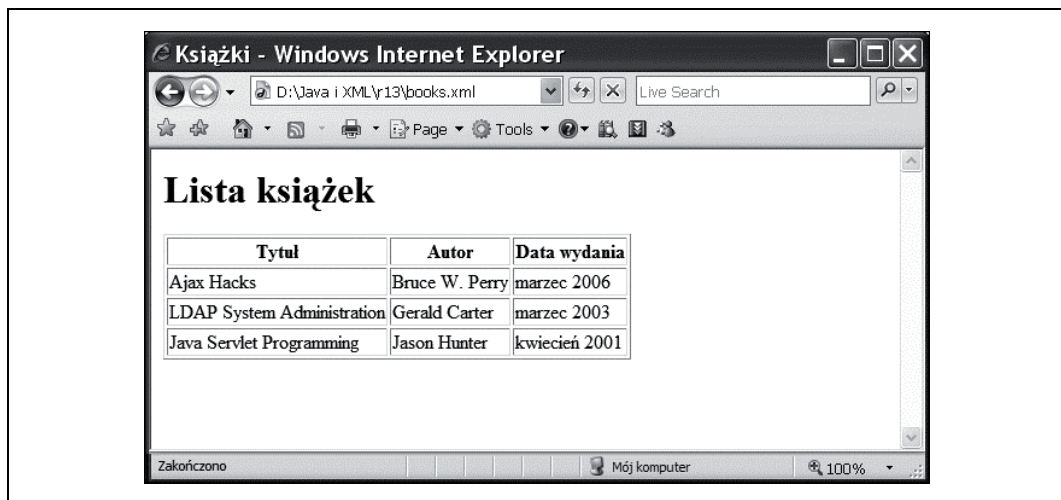 Książki - Windows Internet Explorer
D:\Java i XML\r13\books.xml Live Search
Page Tools
Lista książek
Tytuł Autor Data wydania
Ajax Hacks Bruce W. Perry marzec 2006
LDAP System Administration Gerald Carter marzec 2003
Java Servlet Programming Jason Hunter kwiecień 2001
Zakończono Mój komputer 100%